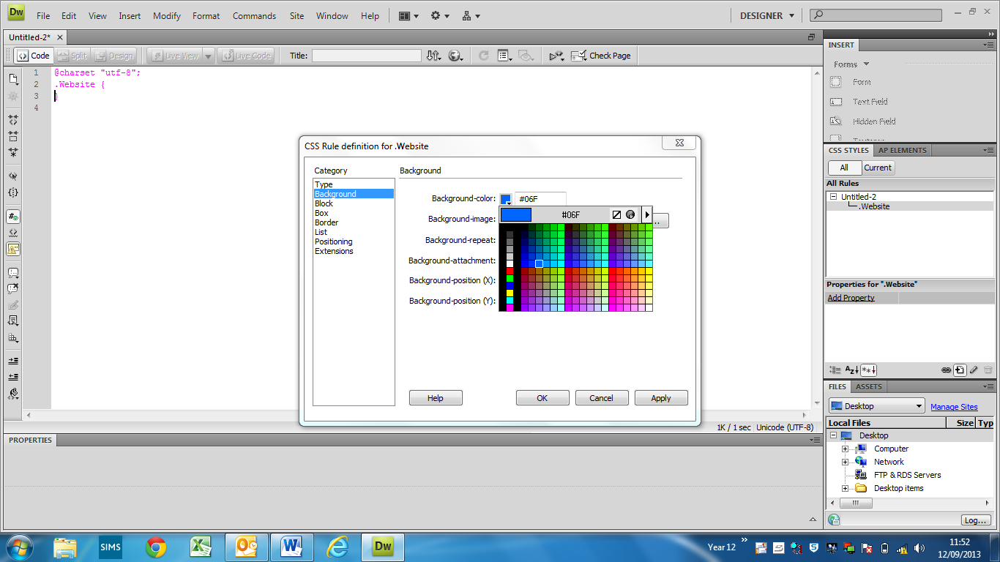 Dw File Edit View Insert Modify Format Commands Site Window Help DESIGNER
Untitled-2*
Code Split Design Live View Live Code Title: Check Page
1 @charset "utf-8";
2 .Website {
3 }
4
CSS Rule definition for .Website
Category
Type
Background
Block
Box
Border
List
Positioning
Extensions
Background
Background-color: #06F
#06F
Background-image:
Background-repeat:
Background-attachment:
Background-position (X):
Background-position (Y):
Help OK Cancel Apply
1K / 1 sec Unicode (UTF-8)
PROPERTIES
INSERT
Forms
Form
Text Field
Hidden Field
CSS STYLES AP ELEMENTS
All Current
All Rules
Untitled-2
.Website
Properties for ".Website"
Add Property
FILES ASSETS
Desktop Manage Sites
Local Files Size Typ
Desktop
Computer
Network
FTP & RDS Servers
Desktop items
Log...
SIMS Dw Year 12 » 11:52
12/09/2013